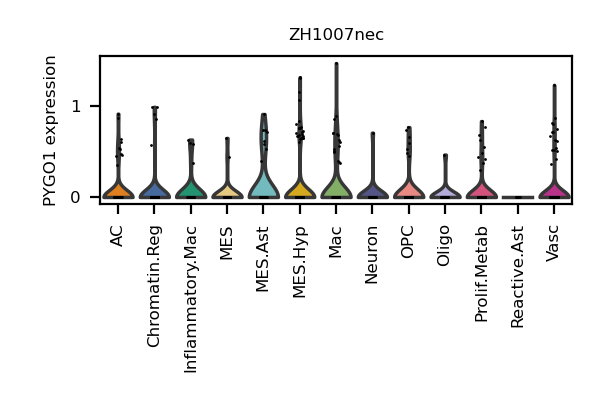 ZH1007nec
PYGO1 expression
1
0
AC
Chromatin.Reg
Inflammatory.Mac
MES
MES.Ast
MES.Hyp
Mac
Neuron
OPC
Oligo
Prolif.Metab
Reactive.Ast
Vasc